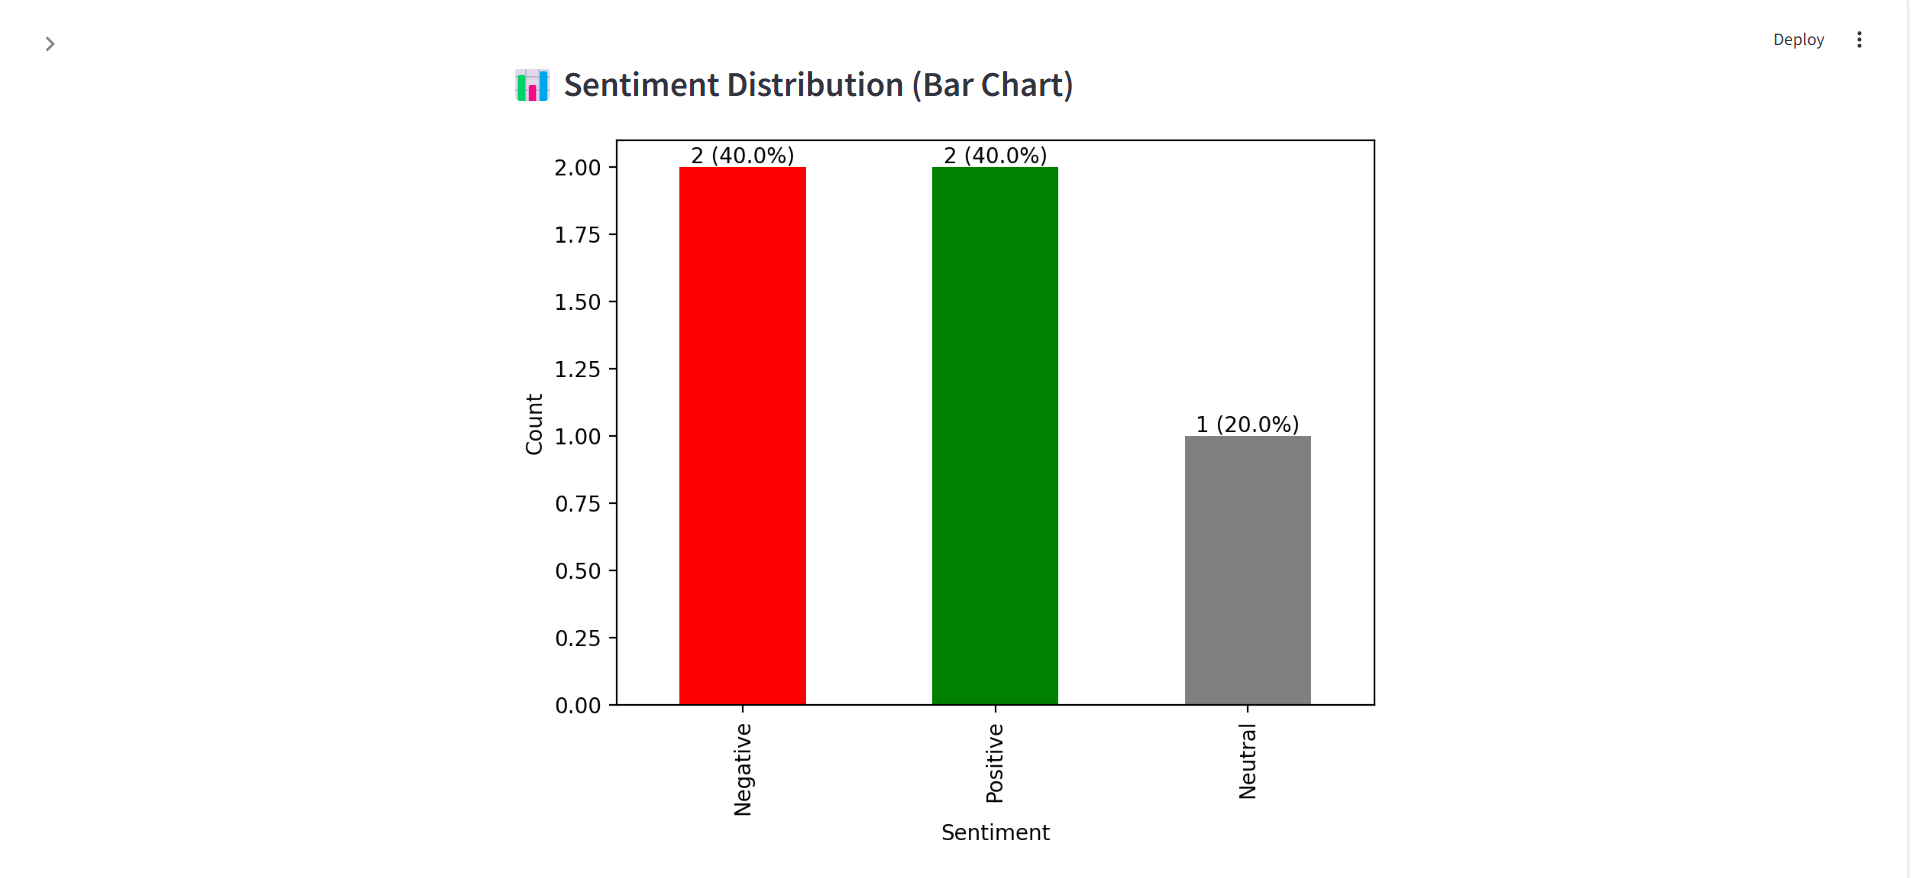 Deploy
Sentiment Distribution (Bar Chart)
2 (40.0%)
2 (40.0%)
1 (20.0%)
2.00
1.75
1.50
1.25
1.00
0.75
0.50
0.25
0.00
Count
Negative
Positive
Neutral
Sentiment